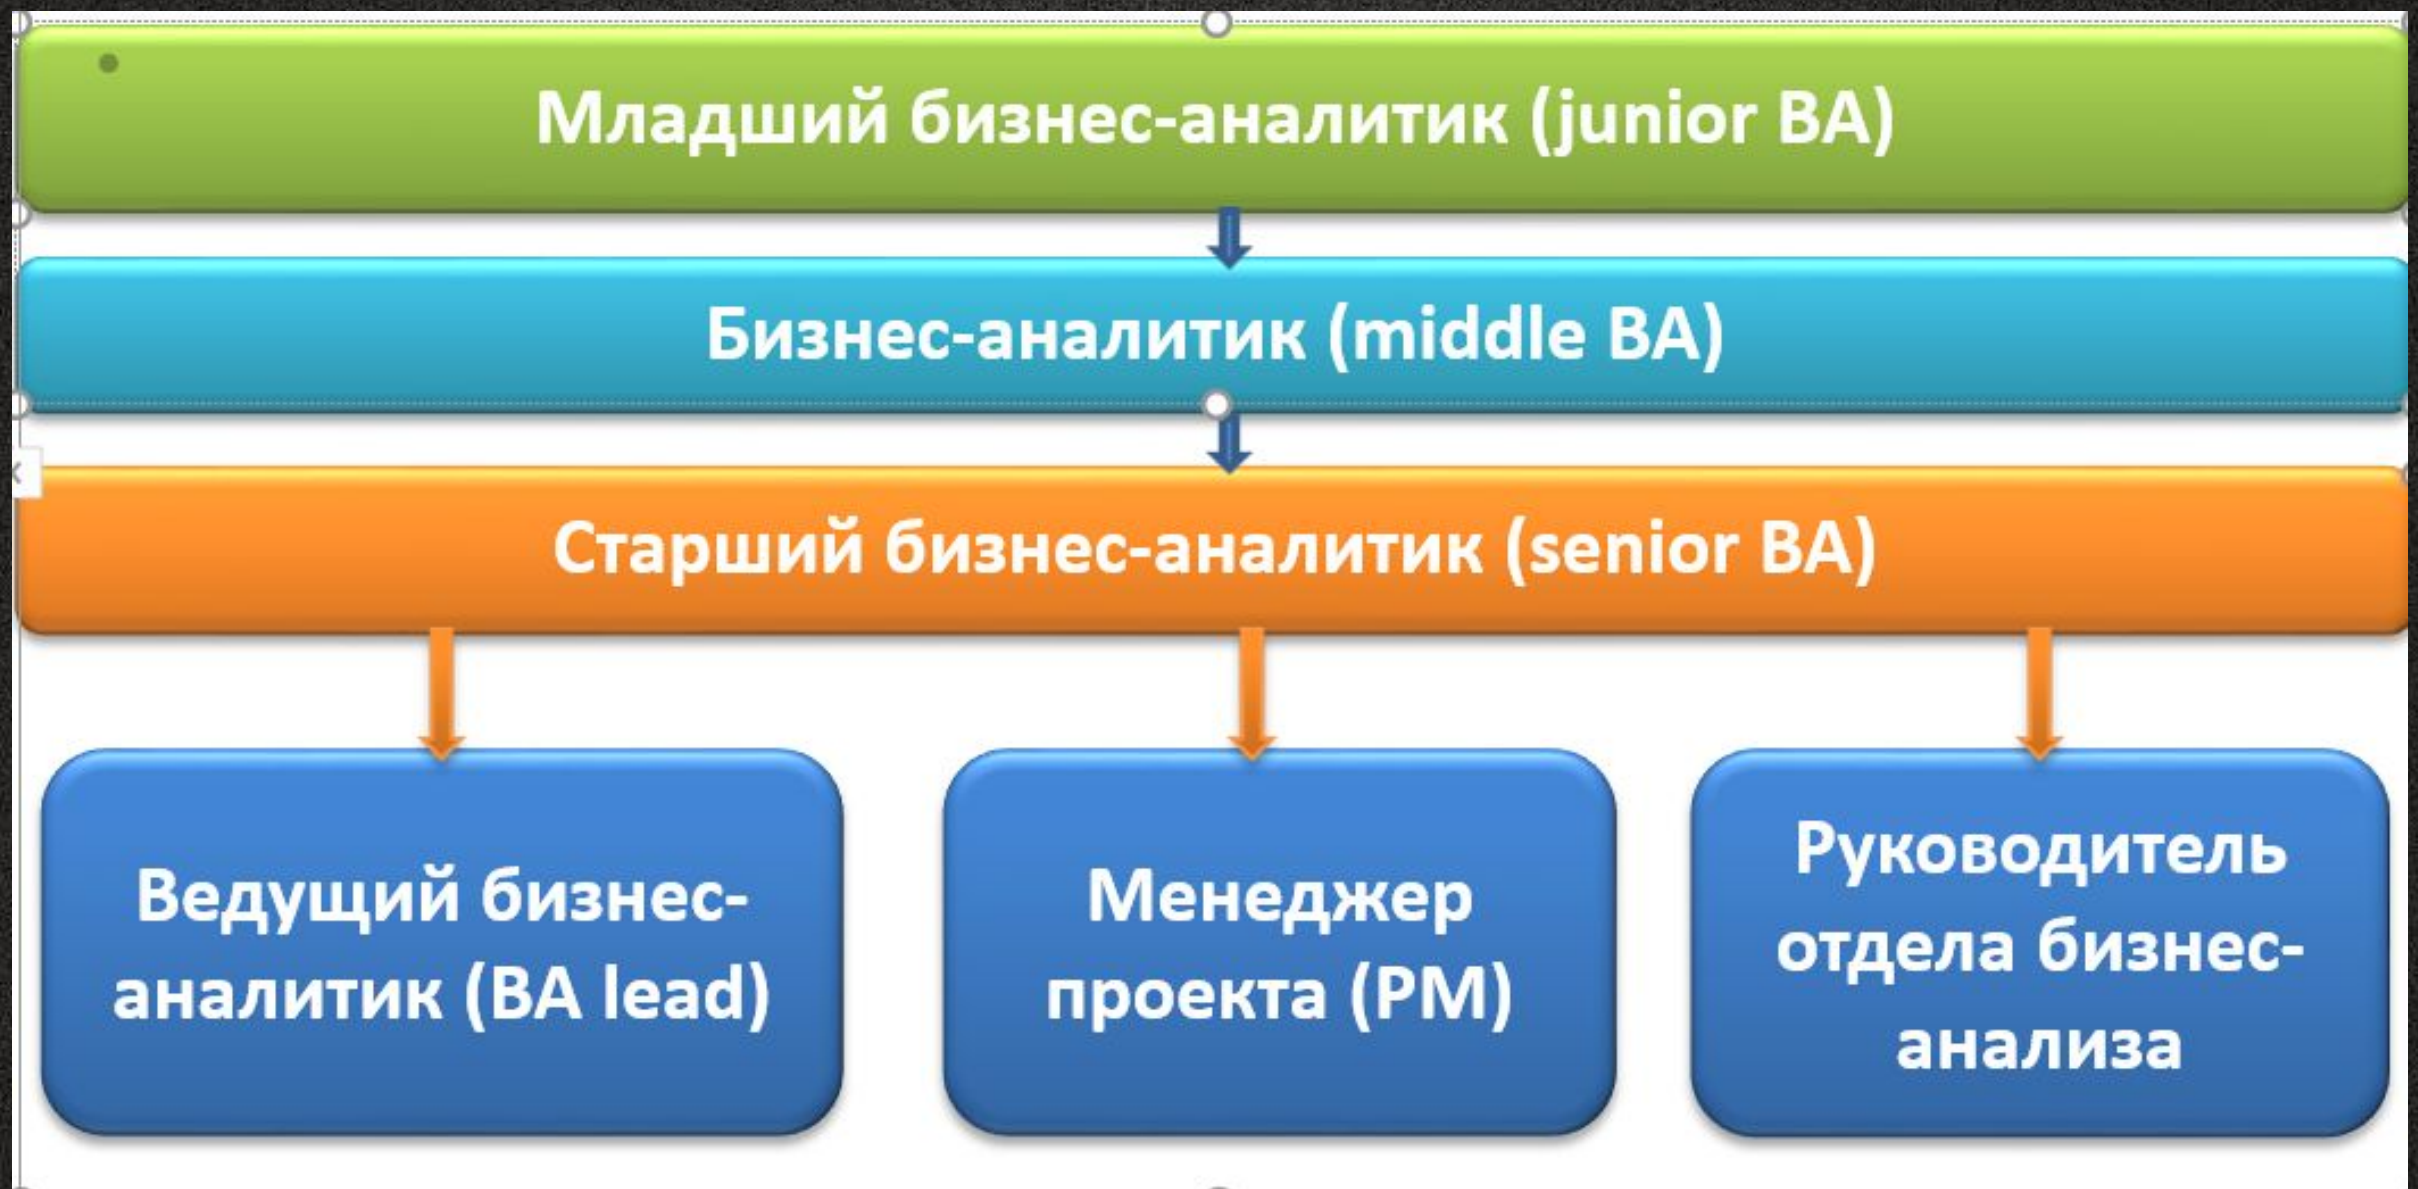 Младший бизнес-аналитик (junior BA)
Бизнес-аналитик (middle BA)
Старший бизнес-аналитик (senior BA)
Ведущий бизнес-
аналитик (BA lead)
Менеджер
проекта (PM)
Руководитель
отдела бизнес-
анализа